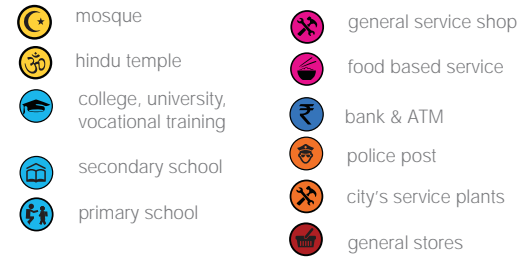 mosque
hindu temple
college, university,
vocational training
secondary school
primary school
general service shop
food based service
bank & ATM
police post
city's service plants
general stores